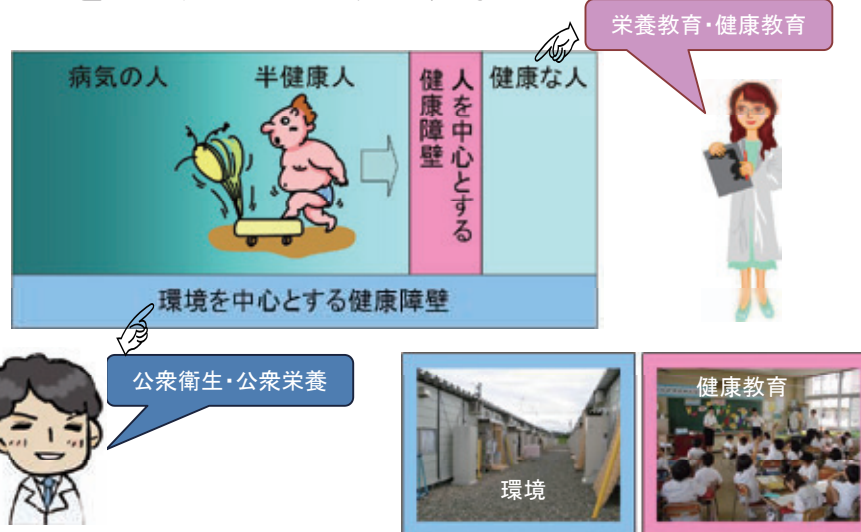 栄養教育・健康教育
病気の人
半健康人
人を中心とする
健康障壁
健康な人
環境を中心とする健康障壁
公衆衛生・公衆栄養
環境
健康教育